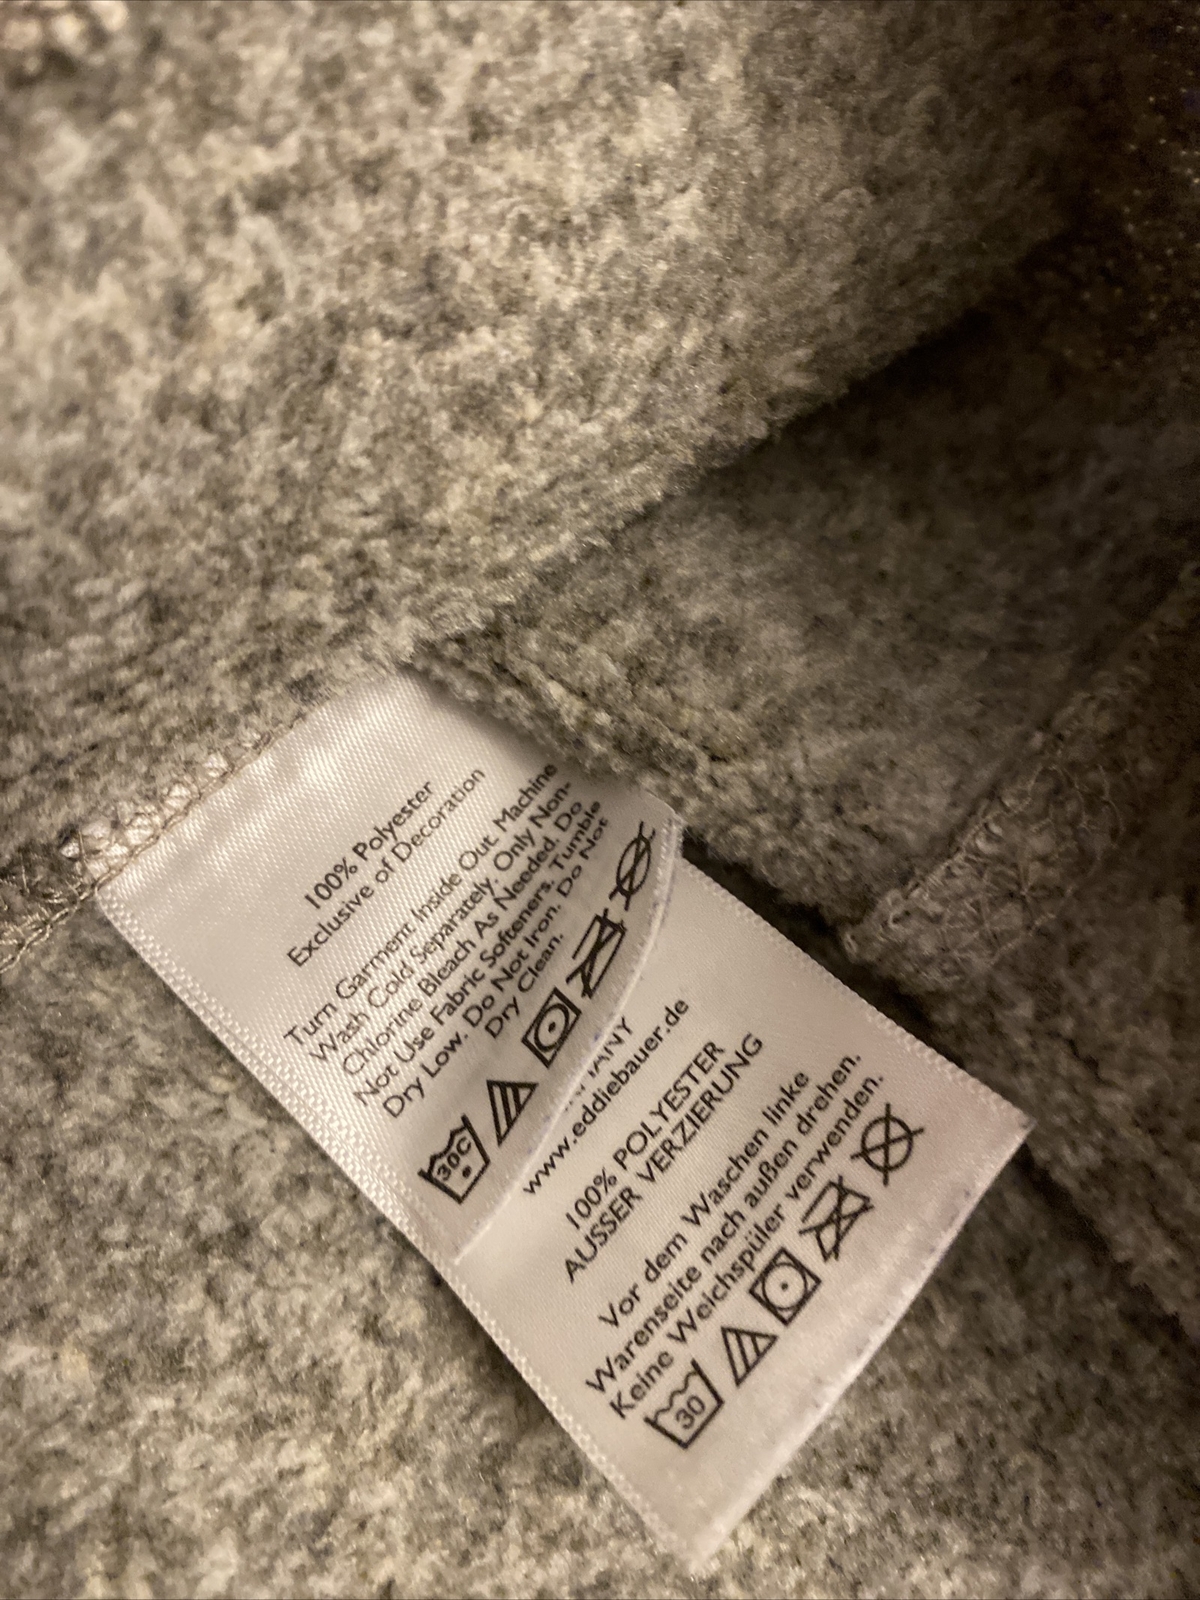 100% Polyester
Exclusive of Decoration
Turn Garment Inside Out. Machine
Wash Cold Separately. Only Non-
Chlorine Bleach As Needed. Do
Not Use Fabric Softeners. Tumble
Dry Low. Do Not Iron. Do Not
Dry Clean.
30C
www.eddiebauer.de
100% POLYESTER
AUSSER VERZIERUNG
Vor dem Waschen linke
Warenseite nach außen drehen.
Keine Weichspüler verwenden.
30